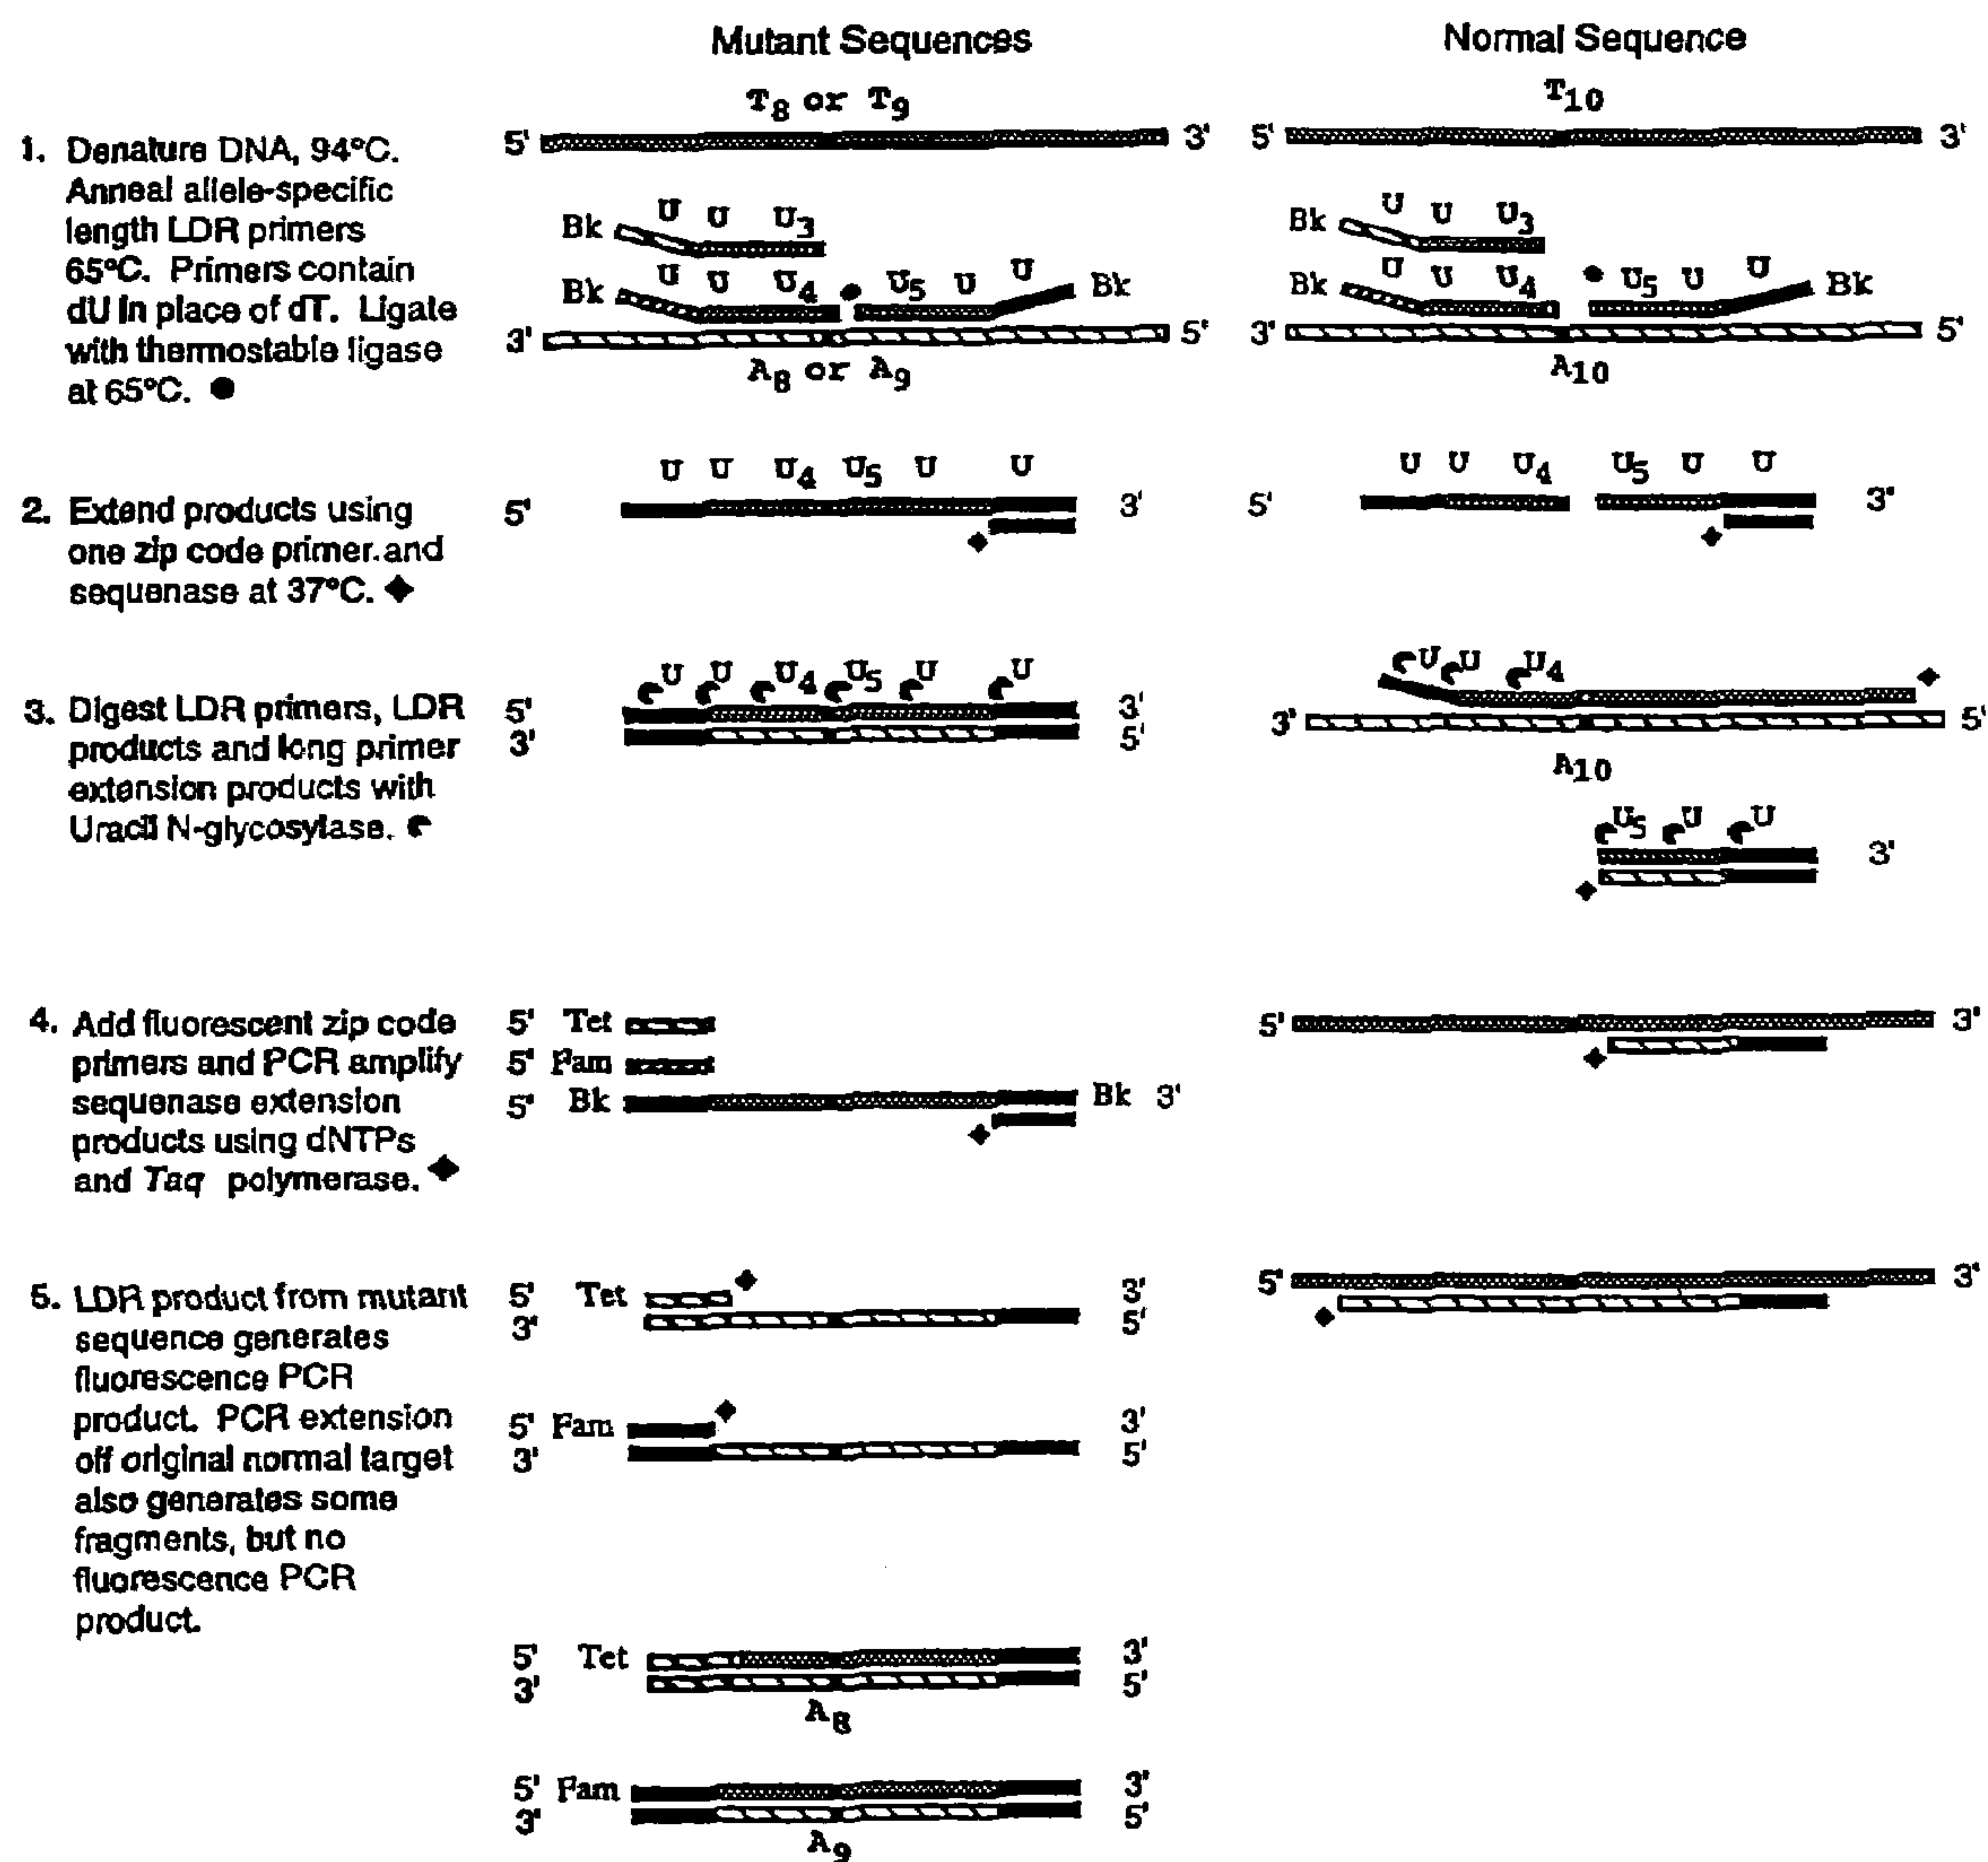 Mutant Sequences
Normal Sequence
T8 or T9
T10
1. Denature DNA, 94°C.
Anneal allele-specific
length LDR primers
65°C. Primers contain
dU in place of dT. Ligate
with thermostable ligase
at 65°C. ●
5' 3' 5' 3'
Bk U U U3
Bk U U U3
Bk U U U4 ● U5 U U Bk
Bk U U U4 ● U5 U U Bk
3' 5' 3' 5'
A8 or A9
A10
2. Extend products using
one zip code primer.and
sequenase at 37°C. ◆
U U U4 U5 U U
U U U4 U5 U U
5' 3' 5' 3'
3. Digest LDR primers, LDR
products and long primer
extension products with
Uracil N-glycosylase.
U U U4 U5 U U
5' 3'
3' 5'
U U U4
3' 5'
A10
U5 U U
3'
4. Add fluorescent zip code
primers and PCR amplify
sequenase extension
products using dNTPs
and Taq polymerase. ◆
5' Tet
5' Fam
5' Bk Bk 3'
5' 3'
5. LDR product from mutant
sequence generates
fluorescence PCR
product. PCR extension
off original normal target
also generates some
fragments, but no
fluorescence PCR
product.
5' Tet 3'
3' 5'
5' 3'
5' Fam 3'
3' 5'
5' Tet 3'
3' 5'
A8
5' Fam 3'
3' 5'
A9